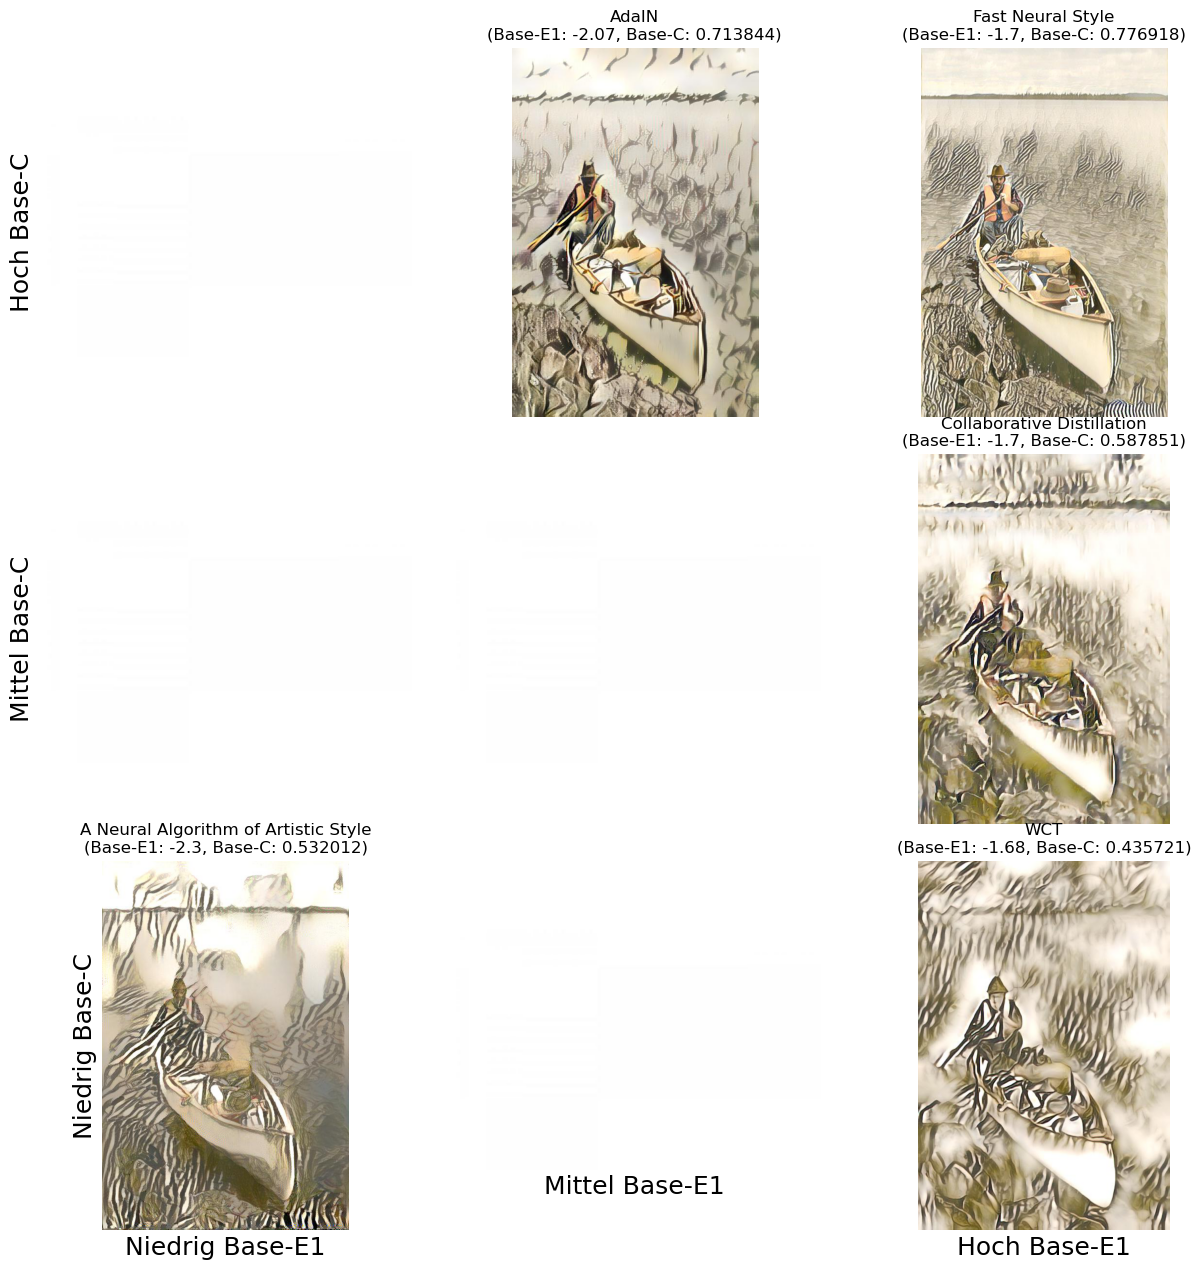 AdaIN
(Base-E1: -2.07, Base-C: 0.713844)
Fast Neural Style
(Base-E1: -1.7, Base-C: 0.776918)
Hoch Base-C
Collaborative Distillation
(Base-E1: -1.7, Base-C: 0.587851)
Mittel Base-C
A Neural Algorithm of Artistic Style
(Base-E1: -2.3, Base-C: 0.532012)
WCT
(Base-E1: -1.68, Base-C: 0.435721)
Niedrig Base-C
Niedrig Base-E1
Mittel Base-E1
Hoch Base-E1